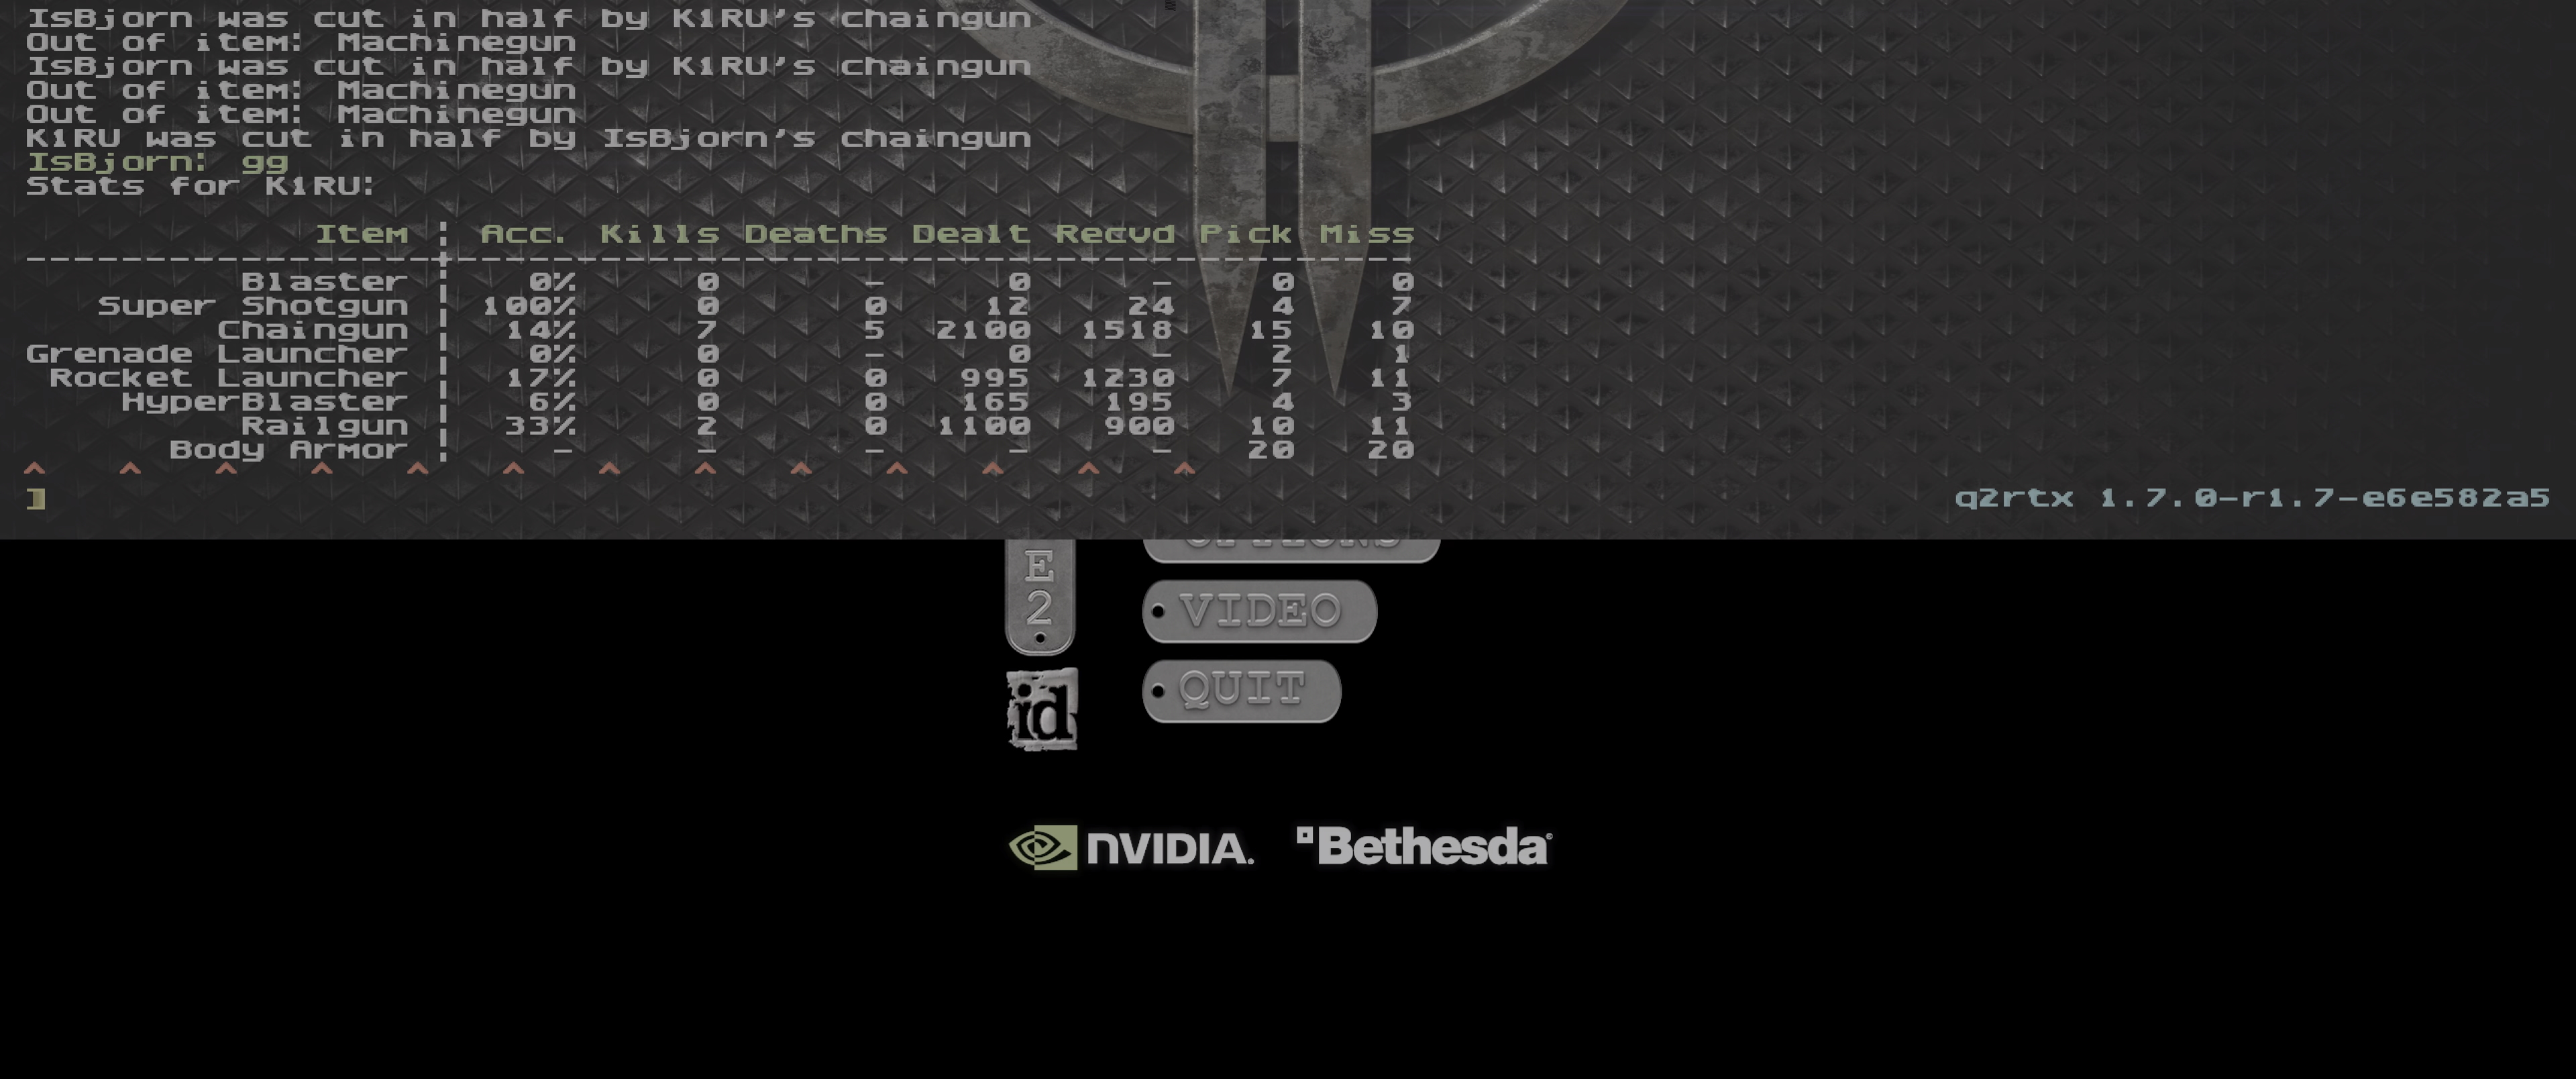 IsBjorn was cut in half by K1RU's chaingun
Out of item: Machinegun
IsBjorn was cut in half by K1RU's chaingun
Out of item: Machinegun
Out of item: Machinegun
K1RU was cut in half by IsBjorn's chaingun
IsBjorn: gg
Stats for K1RU:
Item Acc. Kills Deaths Dealt Recvd Pick Miss
Blaster 0% 0 - 0 - 0 0
Super Shotgun 100% 0 0 12 24 4 7
Chaingun 14% 7 5 2100 1518 15 10
Grenade Launcher 0% 0 - 0 - 2 1
Rocket Launcher 17% 0 0 995 1230 7 11
HyperBlaster 6% 0 0 165 195 4 3
Railgun 33% 2 0 1100 900 10 11
Body Armor - - - - - 20 20
^ ^ ^ ^ ^ ^ ^ ^ ^ ^ ^ ^ ^
]
q2rtx 1.7.0-r1.7-e6e582a5
E
2
VIDEO
QUIT
id
NVIDIA.
Bethesda